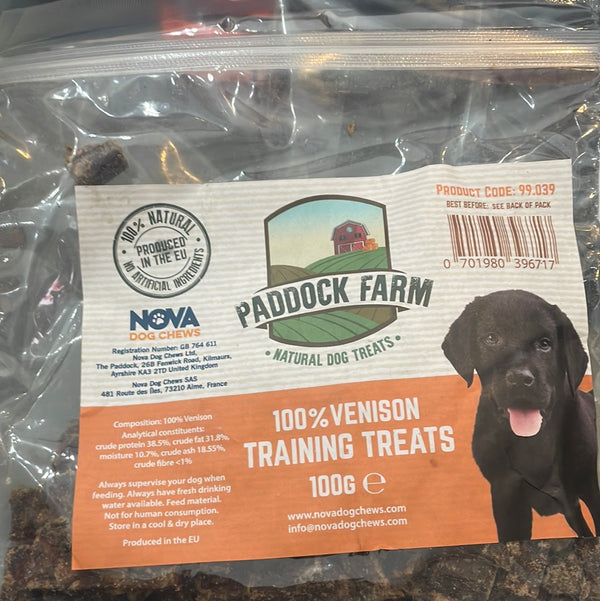 100% NATURAL
PRODUCED
IN THE EU
NO ARTIFICIAL INGREDIENTS
NOVA
DOG CHEWS
Registration Number: GB 764 611
Nova Dog Chews Ltd,
The Paddock, 26B Fenwick Road, Kilmaurs,
Ayrshire KA3 2TD United Kingdom
Nova Dog Chews SAS
481 Route des Îles, 73210 Aime, France
PADDOCK FARM
• NATURAL DOG TREATS •
PRODUCT CODE: 99.039
BEST BEFORE: SEE BACK OF PACK
0 701980 396717
Composition: 100% Venison
Analytical constituents:
crude protein 38.5%, crude fat 31.8%,
moisture 10.7%, crude ash 18.55%,
crude fibre <1%
Always supervise your dog when
feeding. Always have fresh drinking
water available. Feed material.
Not for human consumption.
Store in a cool & dry place.
Produced in the EU
100% VENISON
TRAINING TREATS
100G ℮
www.novadogchews.com
info@novadogchews.com